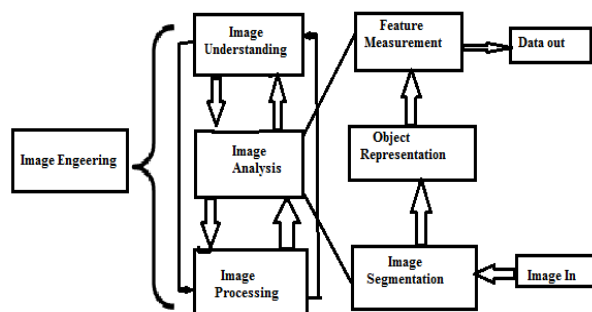 Image Engeering
Image
Understanding
Image
Analysis
Image
Processing
Feature
Measurement
Data out
Object
Representation
Image
Segmentation
Image In